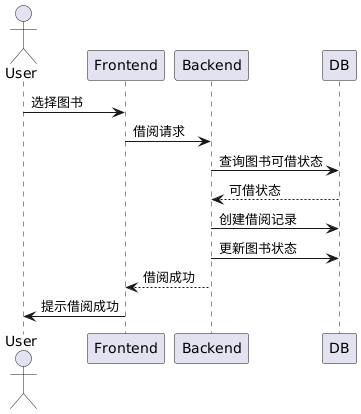 User
Frontend
Backend
DB
选择图书
借阅请求
查询图书可借状态
可借状态
创建借阅记录
更新图书状态
借阅成功
提示借阅成功
User
Frontend
Backend
DB